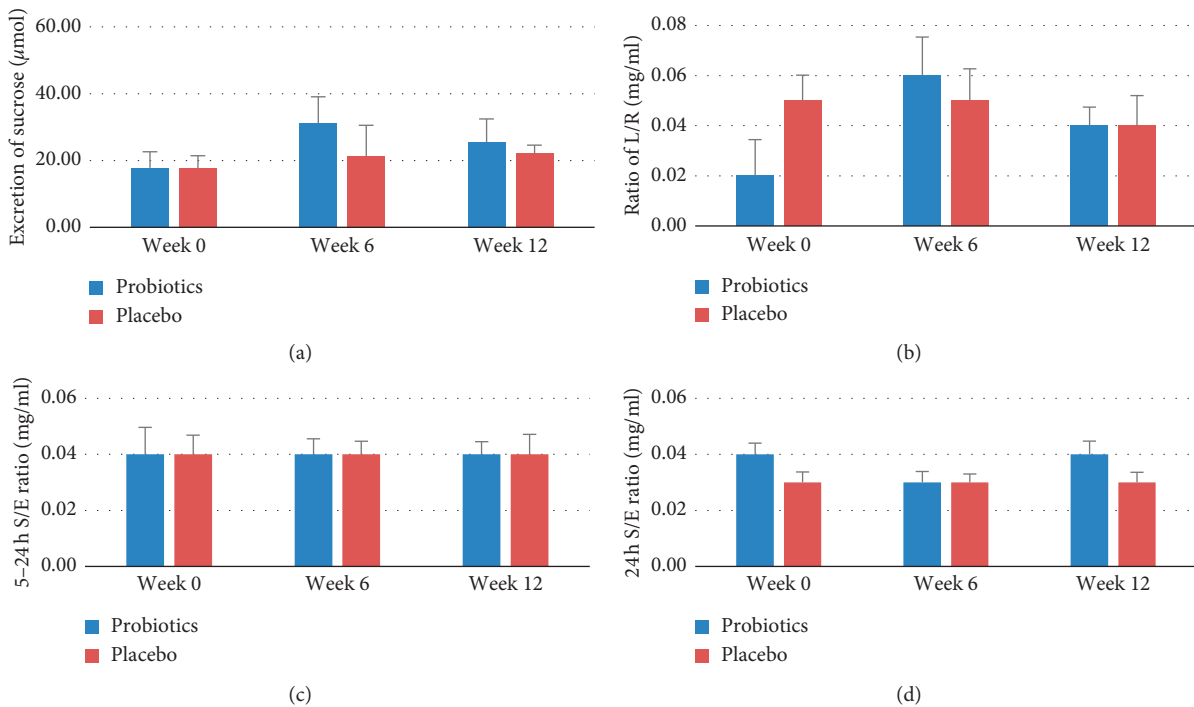 Excretion of sucrose (μmol)
60.00
40.00
20.00
0.00
Week 0
Week 6
Week 12
Probiotics
Placebo
(a)
Ratio of L/R (mg/ml)
0.08
0.06
0.04
0.02
0.00
Week 0
Week 6
Week 12
Probiotics
Placebo
(b)
5–24 h S/E ratio (mg/ml)
0.06
0.04
0.02
0.00
Week 0
Week 6
Week 12
Probiotics
Placebo
(c)
24h S/E ratio (mg/ml)
0.06
0.04
0.02
0.00
Week 0
Week 6
Week 12
Probiotics
Placebo
(d)